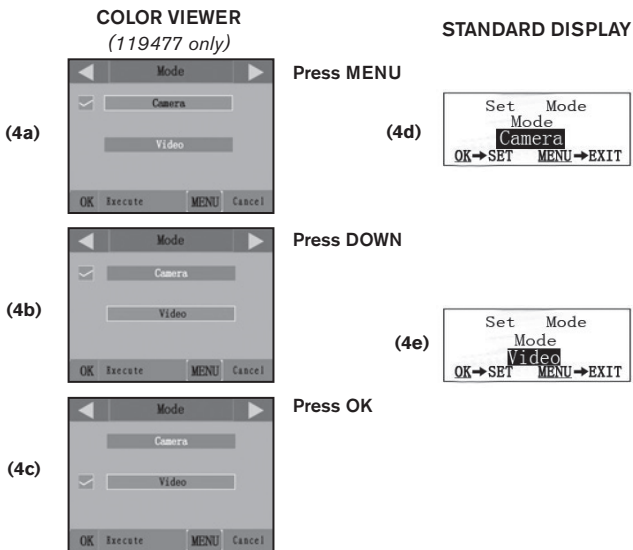 COLOR VIEWER
(119477 only)
STANDARD DISPLAY
(4a)
Mode
Camera
Video
OK Execute MENU Cancel
Press MENU
(4d)
Set Mode
Mode
Camera
OK→SET MENU→EXIT
(4b)
Mode
Camera
Video
OK Execute MENU Cancel
Press DOWN
(4e)
Set Mode
Mode
Video
OK→SET MENU→EXIT
(4c)
Mode
Camera
Video
OK Execute MENU Cancel
Press OK